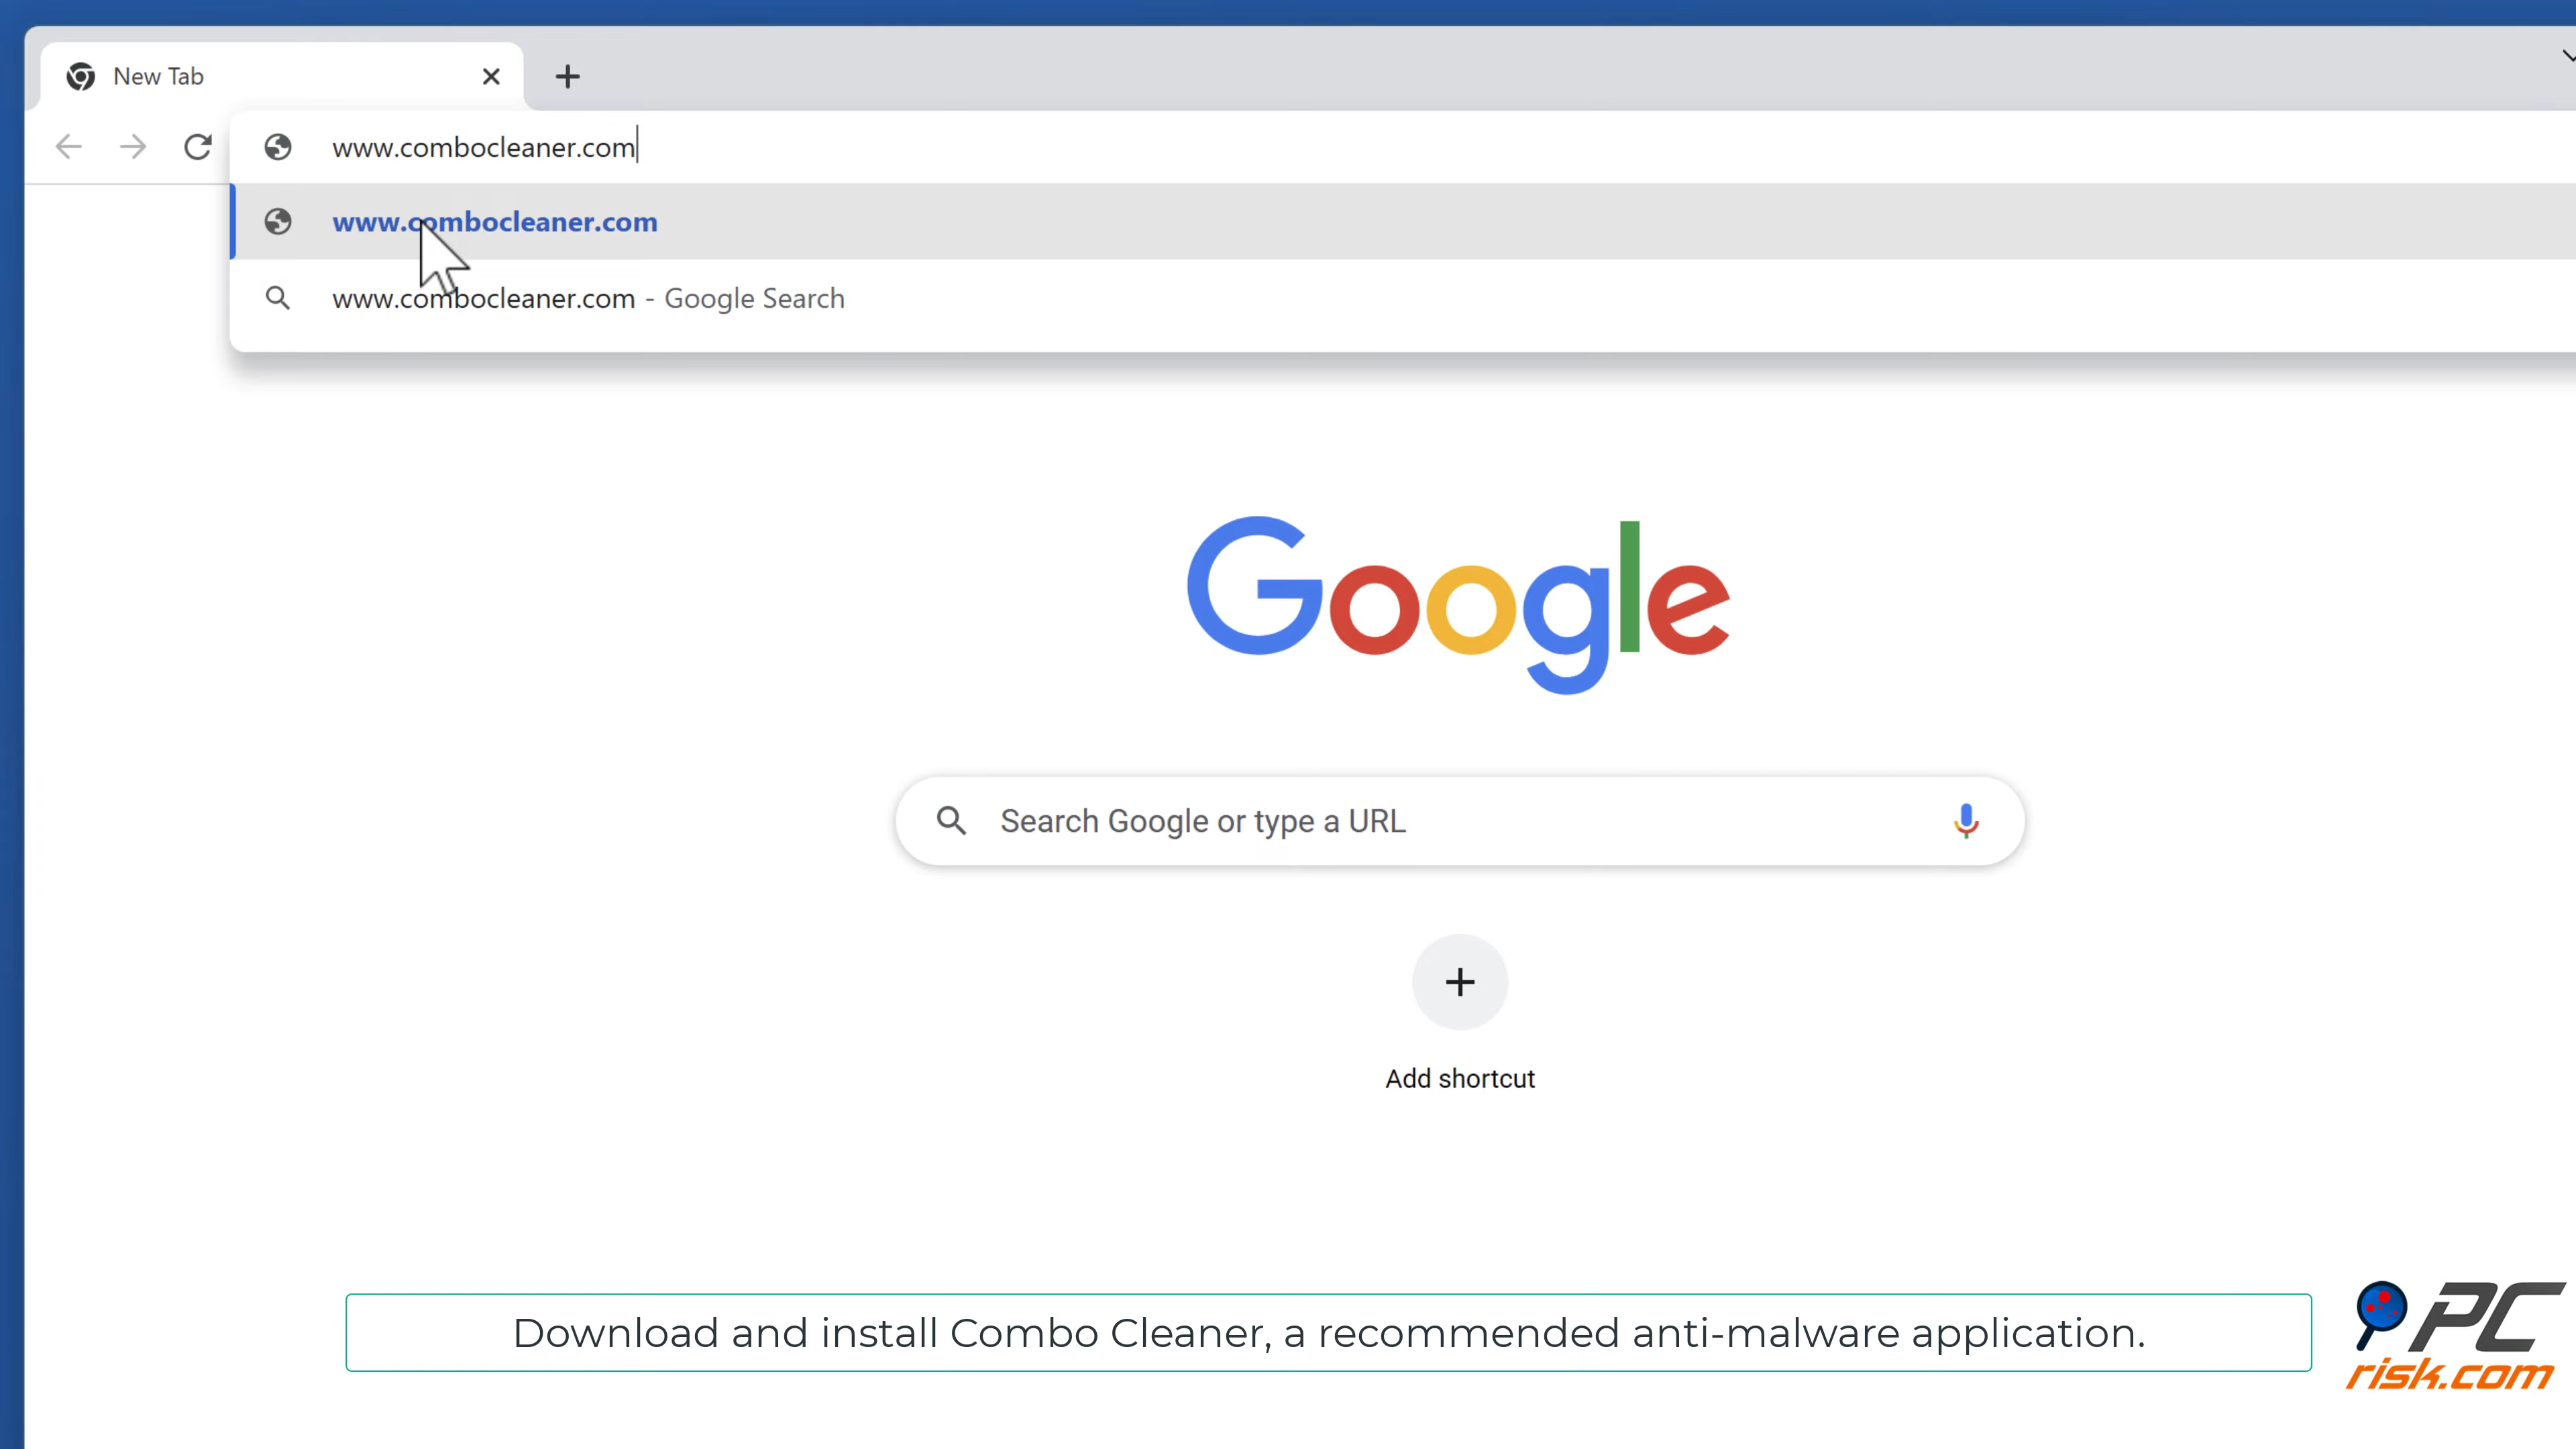 New Tab
www.combocleaner.com
www.combocleaner.com
www.combocleaner.com - Google Search
Google
Search Google or type a URL
Add shortcut
Download and install Combo Cleaner, a recommended anti-malware application.
PC
risk.com